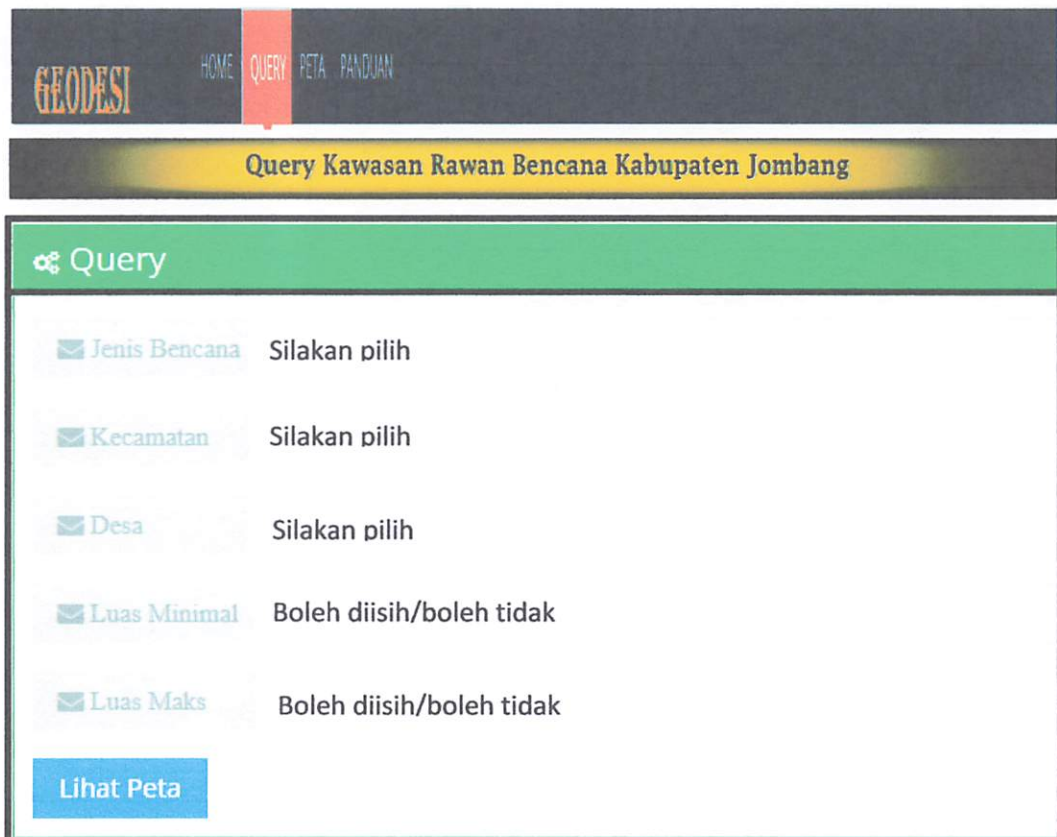 GEODESI
HOME QUERY PETA PANDUAN
Query Kawasan Rawan Bencana Kabupaten Jombang
Query
Jenis Bencana Silakan pilih
Kecamatan Silakan pilih
Desa Silakan pilih
Luas Minimal Boleh diisih/boleh tidak
Luas Maks Boleh diisih/boleh tidak
Lihat Peta